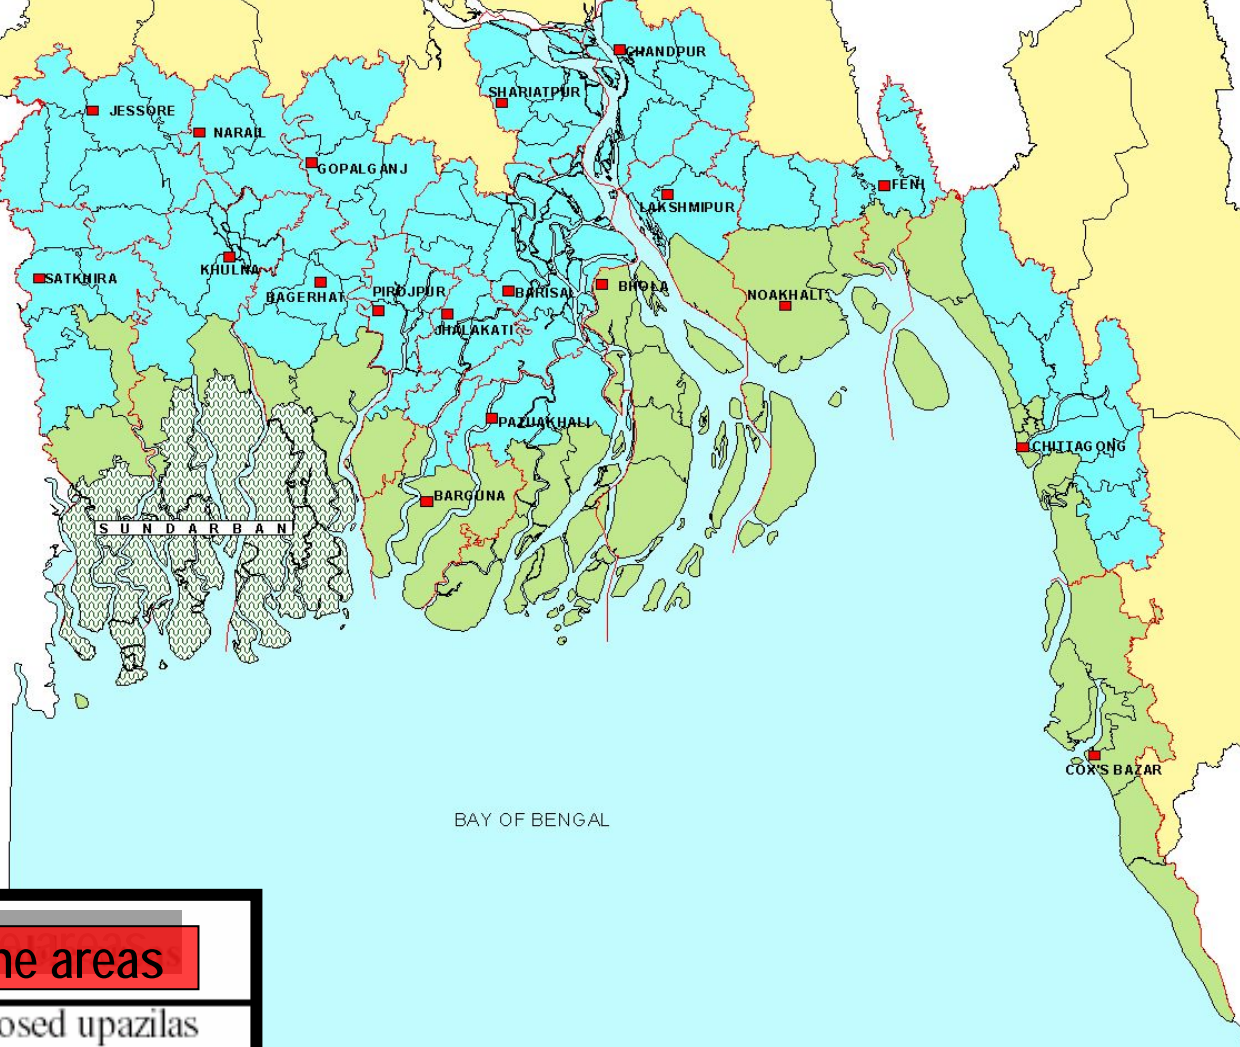 CHANDPUR
SHARIATPUR
JESSORE
NARAIL
GOPALGANJ
FENI
LAKSHMIPUR
KHULNA
SATKHIRA
BAGERHAT
PIROJPUR
BARISAL
BHOLA
NOAKHALI
JHALAKATI
PAZUAKHALI
CHITTAGONG
BARGUNA
SUNDARBAN
COX'S BAZAR
BAY OF BENGAL
ne areas
osed upazilas